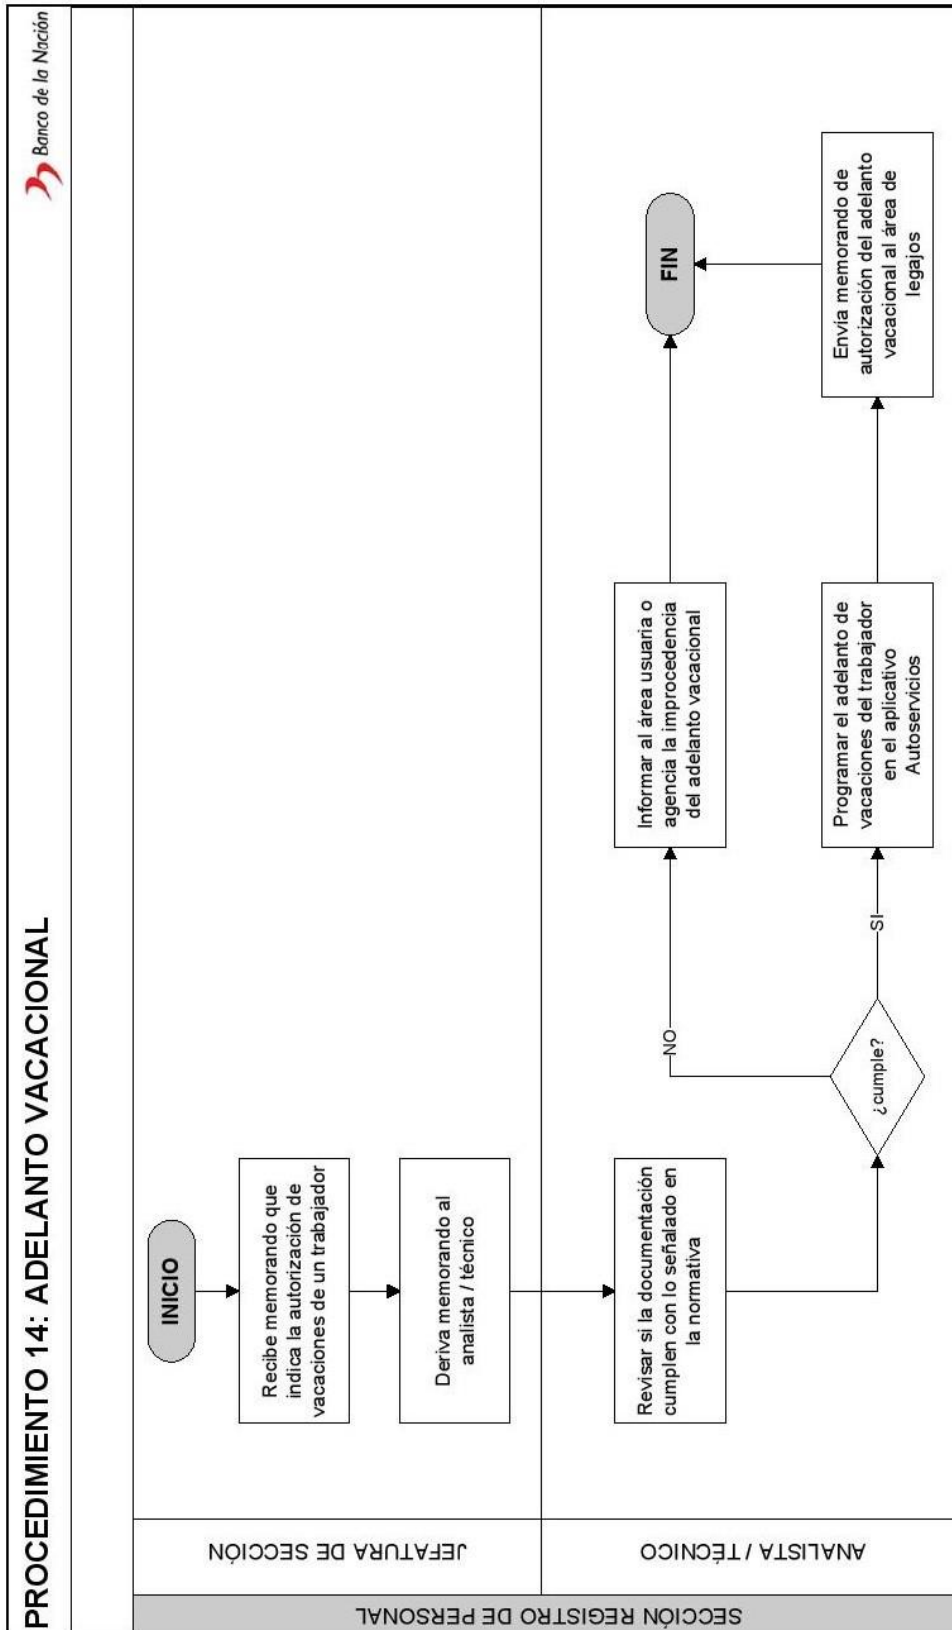 PROCEDIMIENTO 14: ADELANTO VACACIONAL
Banco de la Nación
SECCIÓN REGISTRO DE PERSONAL
JEFATURA DE SECCIÓN
INICIO
Recibe memorando que
indica la autorización de
vacaciones de un trabajador
Deriva memorando al
analista / técnico
ANALISTA / TÉCNICO
Revisar si la documentación
cumplen con lo señalado en
la normativa
¿cumple?
NO
Informar al área usuaria o
agencia la improcedencia
del adelanto vacacional
SI
Programar el adelanto de
vacaciones del trabajador
en el aplicativo
Autoservicios
Envia memorando de
autorización del adelanto
vacacional al área de
legajos
FIN